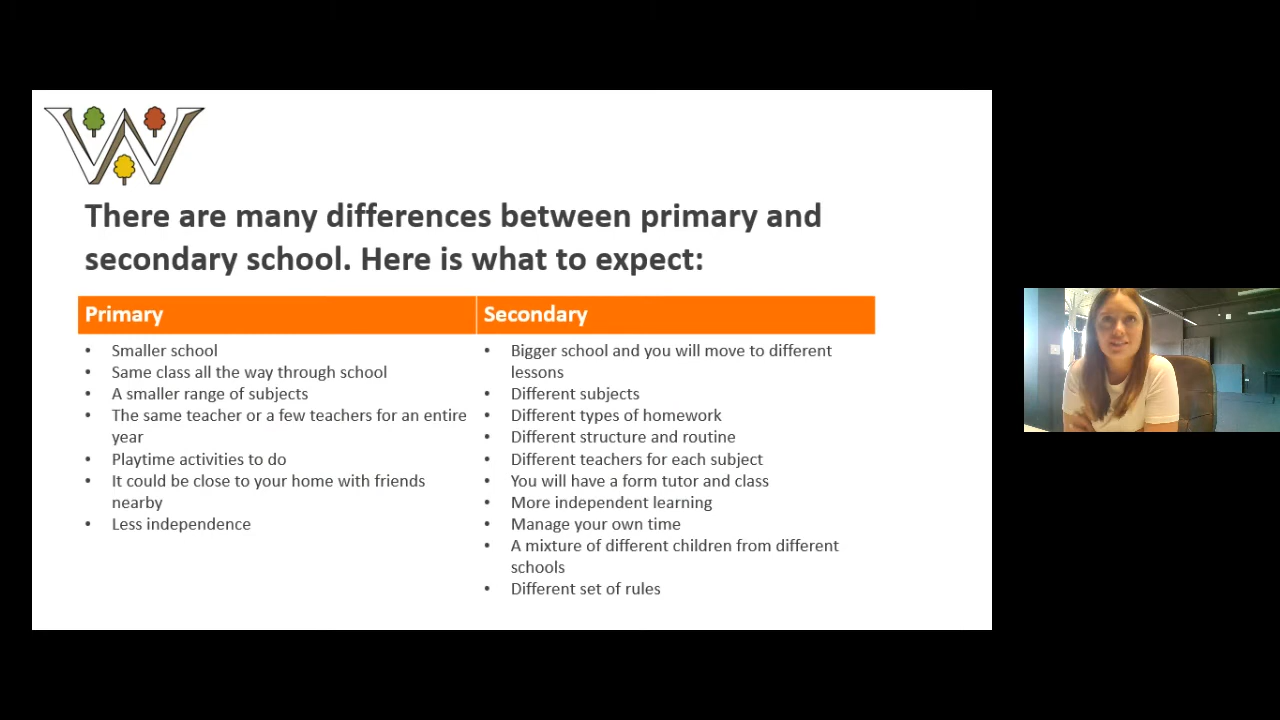 W
There are many differences between primary and
secondary school. Here is what to expect:
Primary
Secondary
• Smaller school
• Same class all the way through school
• A smaller range of subjects
• The same teacher or a few teachers for an entire
year
• Playtime activities to do
• It could be close to your home with friends
nearby
• Less independence
• Bigger school and you will move to different
lessons
• Different subjects
• Different types of homework
• Different structure and routine
• Different teachers for each subject
• You will have a form tutor and class
• More independent learning
• Manage your own time
• A mixture of different children from different
schools
• Different set of rules